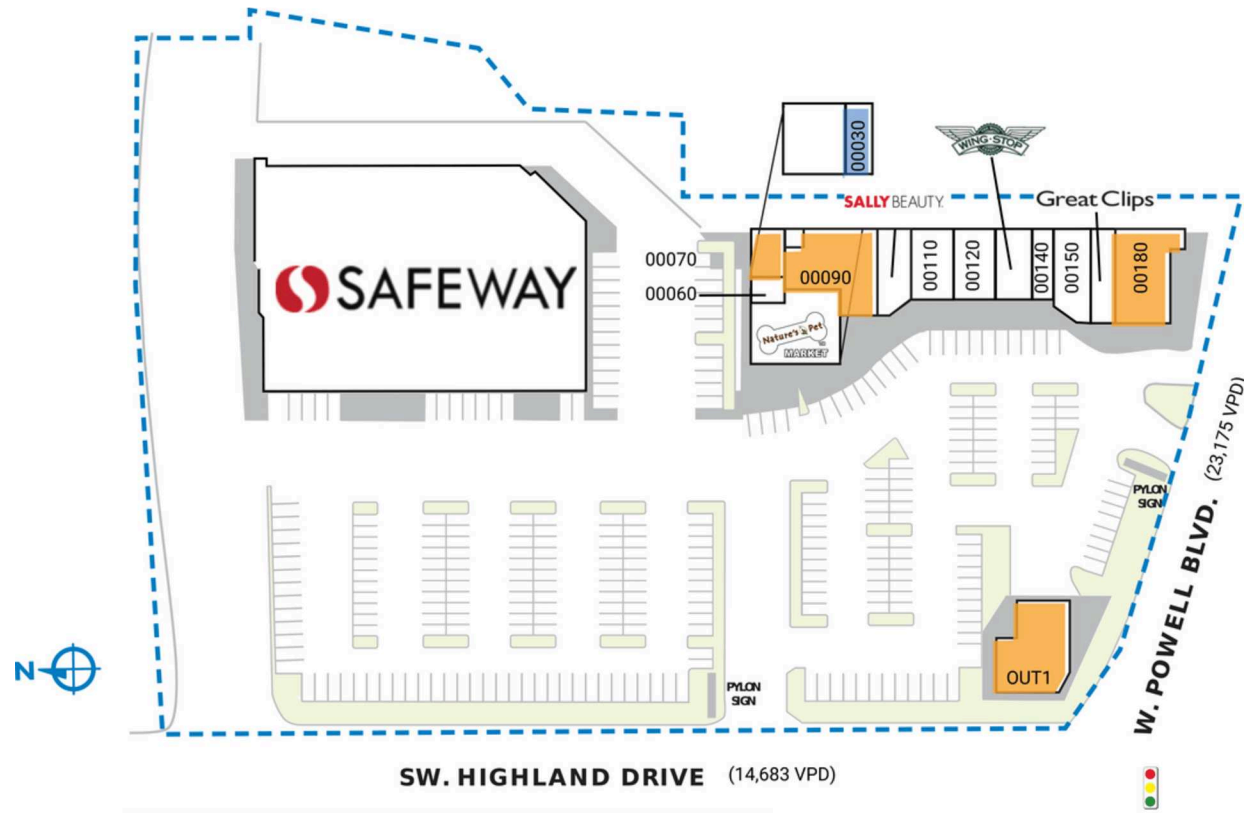 00030
WING·STOP
SALLY BEAUTY
Great Clips
SAFEWAY
00070
00060
00090
00110
00120
00140
00150
00180
Nature's Pet
MARKET
(23,175 VPD)
W. POWELL BLVD.
PYLON
SIGN
N
OUT1
PYLON
SIGN
SW. HIGHLAND DRIVE (14,683 VPD)